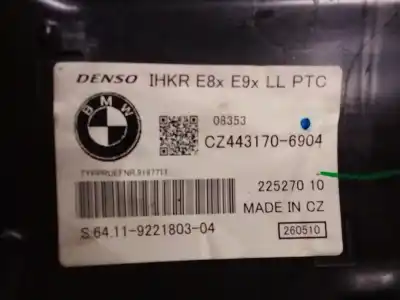 DENSO IHKR E8x E9x LL PTC
BMW
08353
CZ443170-6904
225270 10
MADE IN CZ
S 64.11-9221803-04
260510